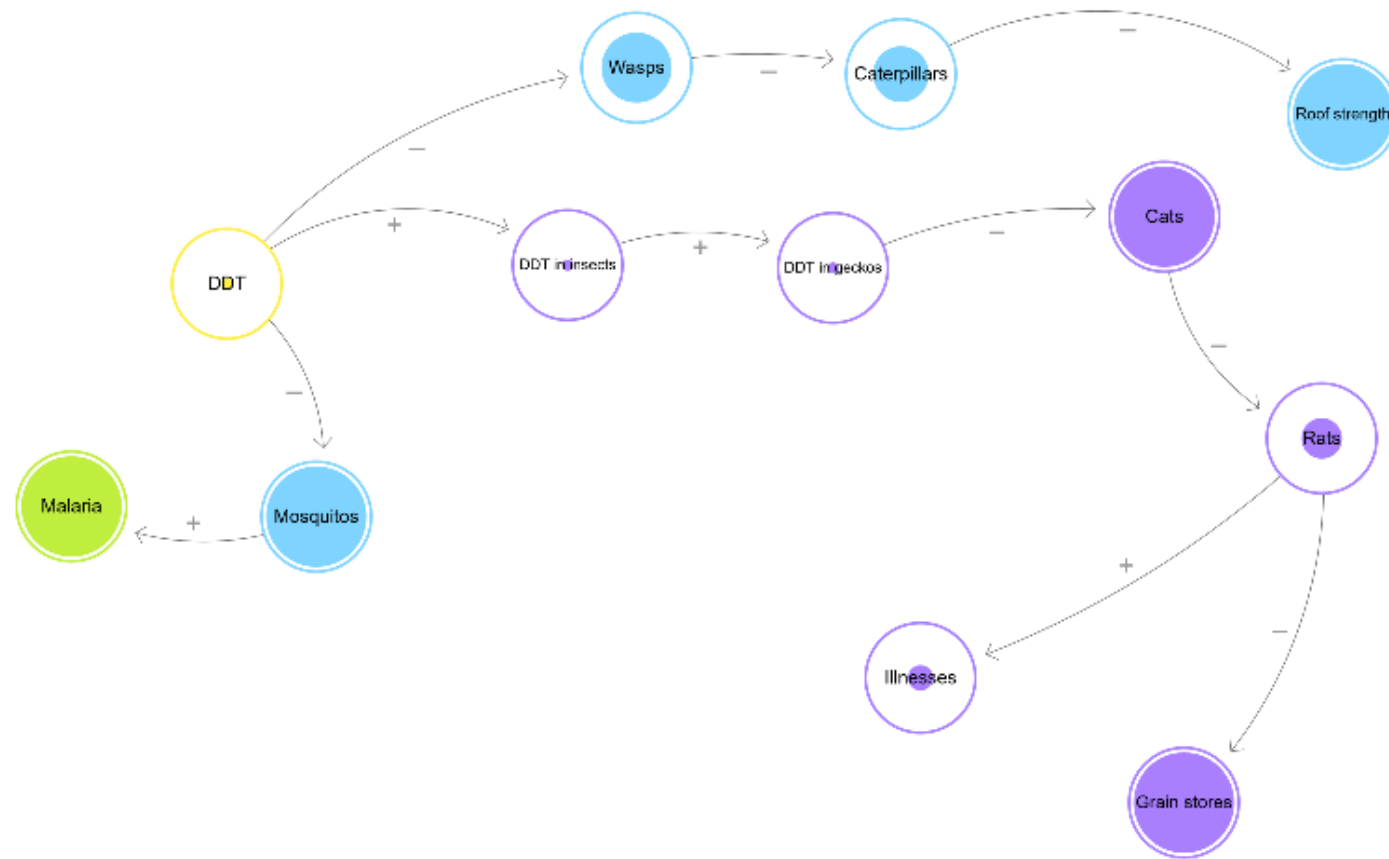 Wasps
−
Caterpillars
−
Roof strength
−
Cats
+
DDT
DDT in insects
+
DDT in geckos
−
−
−
Rats
Malaria
+
Mosquitos
+
−
Illnesses
Grain stores